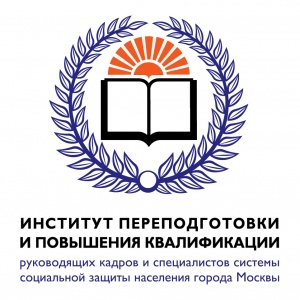 ИНСТИТУТ ПЕРЕПОДГОТОВКИ
И ПОВЫШЕНИЯ КВАЛИФИКАЦИИ
руководящих кадров и специалистов системы
социальной защиты населения города Москвы